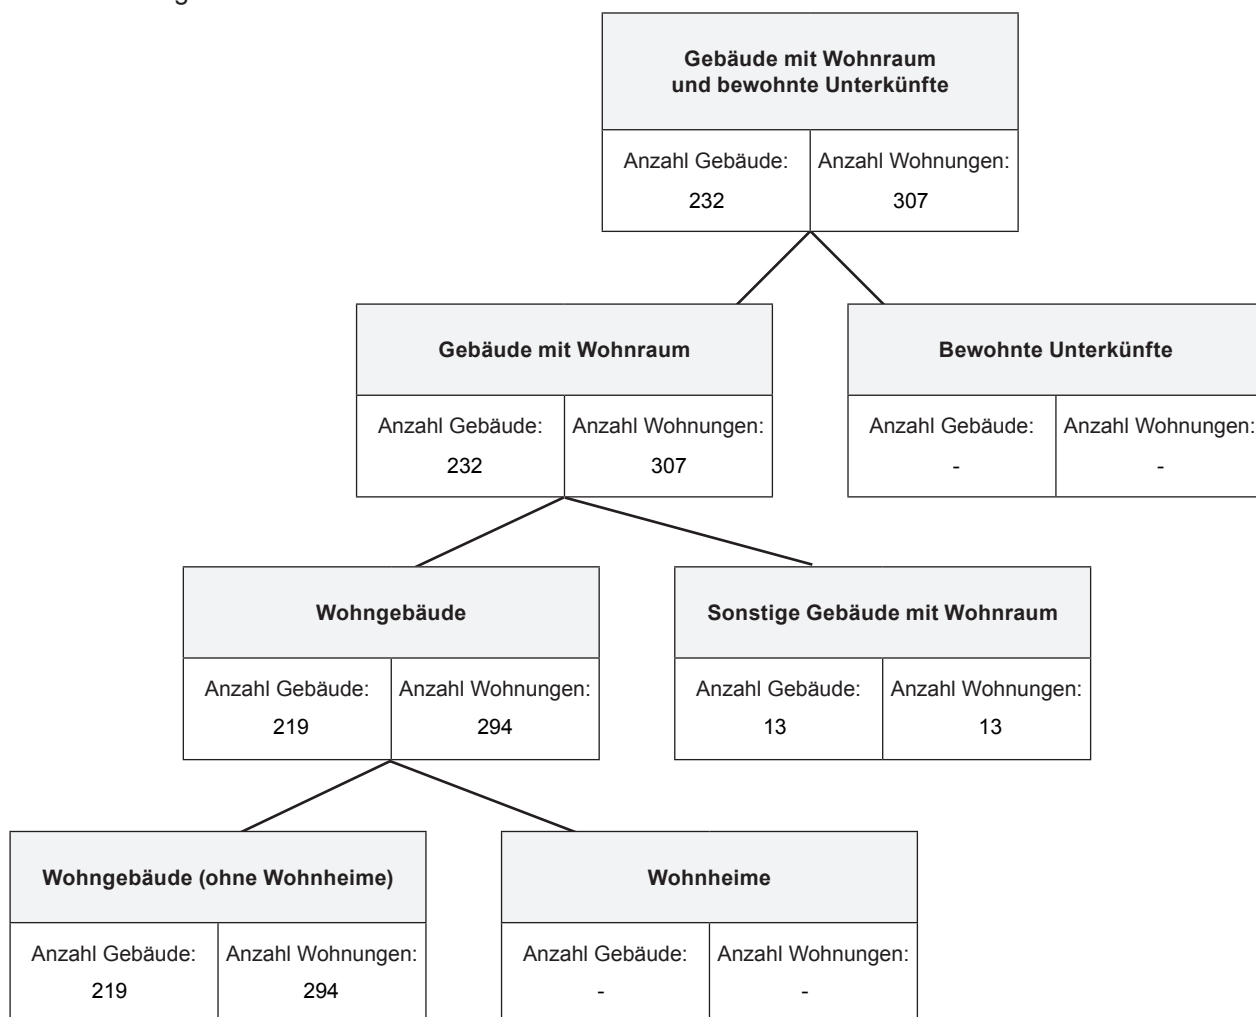 Gebäude mit Wohnraum
und bewohnte Unterkünfte
Anzahl Gebäude: Anzahl Wohnungen:
232 307
Gebäude mit Wohnraum
Anzahl Gebäude: Anzahl Wohnungen:
232 307
Bewohnte Unterkünfte
Anzahl Gebäude: Anzahl Wohnungen:
- -
Wohngebäude
Anzahl Gebäude: Anzahl Wohnungen:
219 294
Sonstige Gebäude mit Wohnraum
Anzahl Gebäude: Anzahl Wohnungen:
13 13
Wohngebäude (ohne Wohnheime)
Anzahl Gebäude: Anzahl Wohnungen:
219 294
Wohnheime
Anzahl Gebäude: Anzahl Wohnungen:
- -